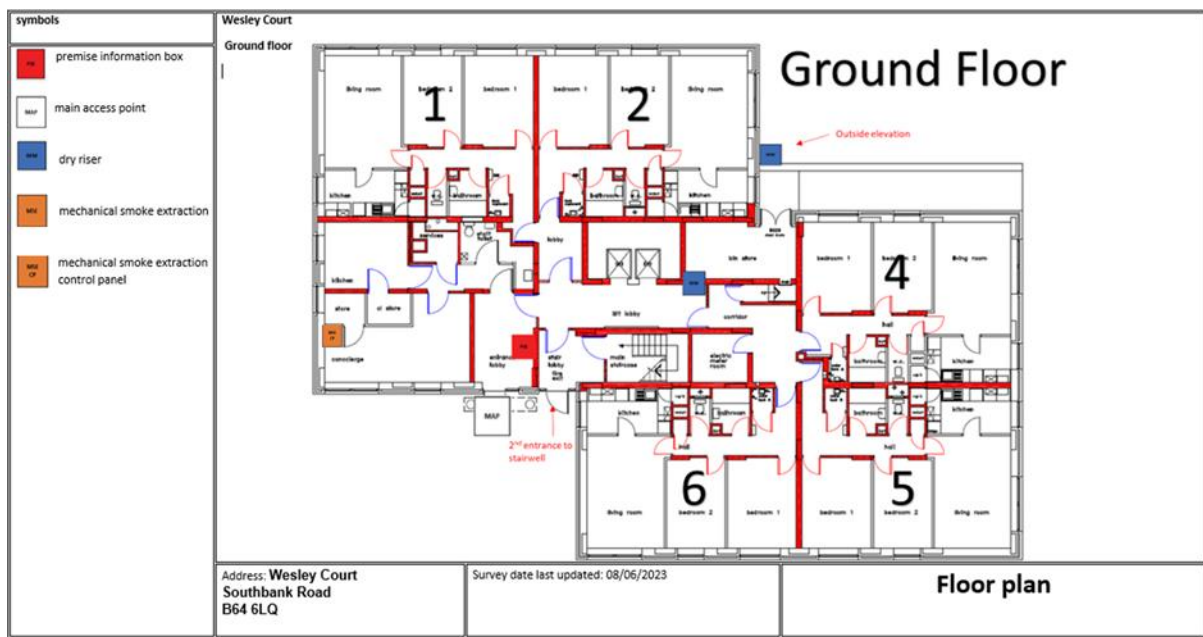 symbols
PIB
premise information box
MAP
main access point
dry riser
mechanical smoke extraction
mechanical smoke extraction
control panel
Wesley Court
Ground floor
Ground Floor
Outside elevation
living room
bedroom 2
bedroom 1
bedroom 1
bedroom 2
living room
1
2
kitchen
bathroom
bathroom
kitchen
lobby
bin store
bedroom 1
bedroom 2
living room
4
kitchen
store
cl store
lift lobby
corridor
hall
concierge
entrance
lobby
stair
lobby
fire
exit
main
staircase
electric
meter
room
bathroom
w.c.
kitchen
MAP
2nd entrance to
stairwell
kitchen
bathroom
bathroom
kitchen
hall
hall
6
5
living room
bedroom 2
bedroom 1
bedroom 1
bedroom 2
living room
Address: Wesley Court
Southbank Road
B64 6LQ
Survey date last updated: 08/06/2023
Floor plan